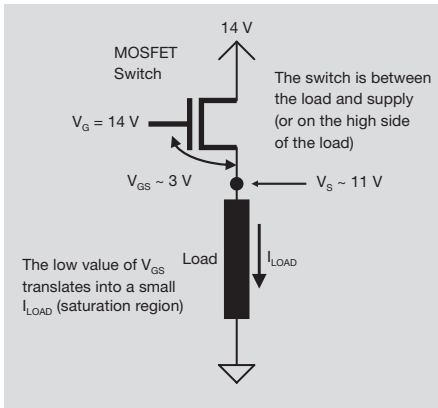 14 V
MOSFET
Switch
The switch is between
the load and supply
(or on the high side
of the load)
V_G = 14 V
V_GS ~ 3 V
V_S ~ 11 V
The low value of V_GS
translates into a small
I_LOAD (saturation region)
Load
I_LOAD